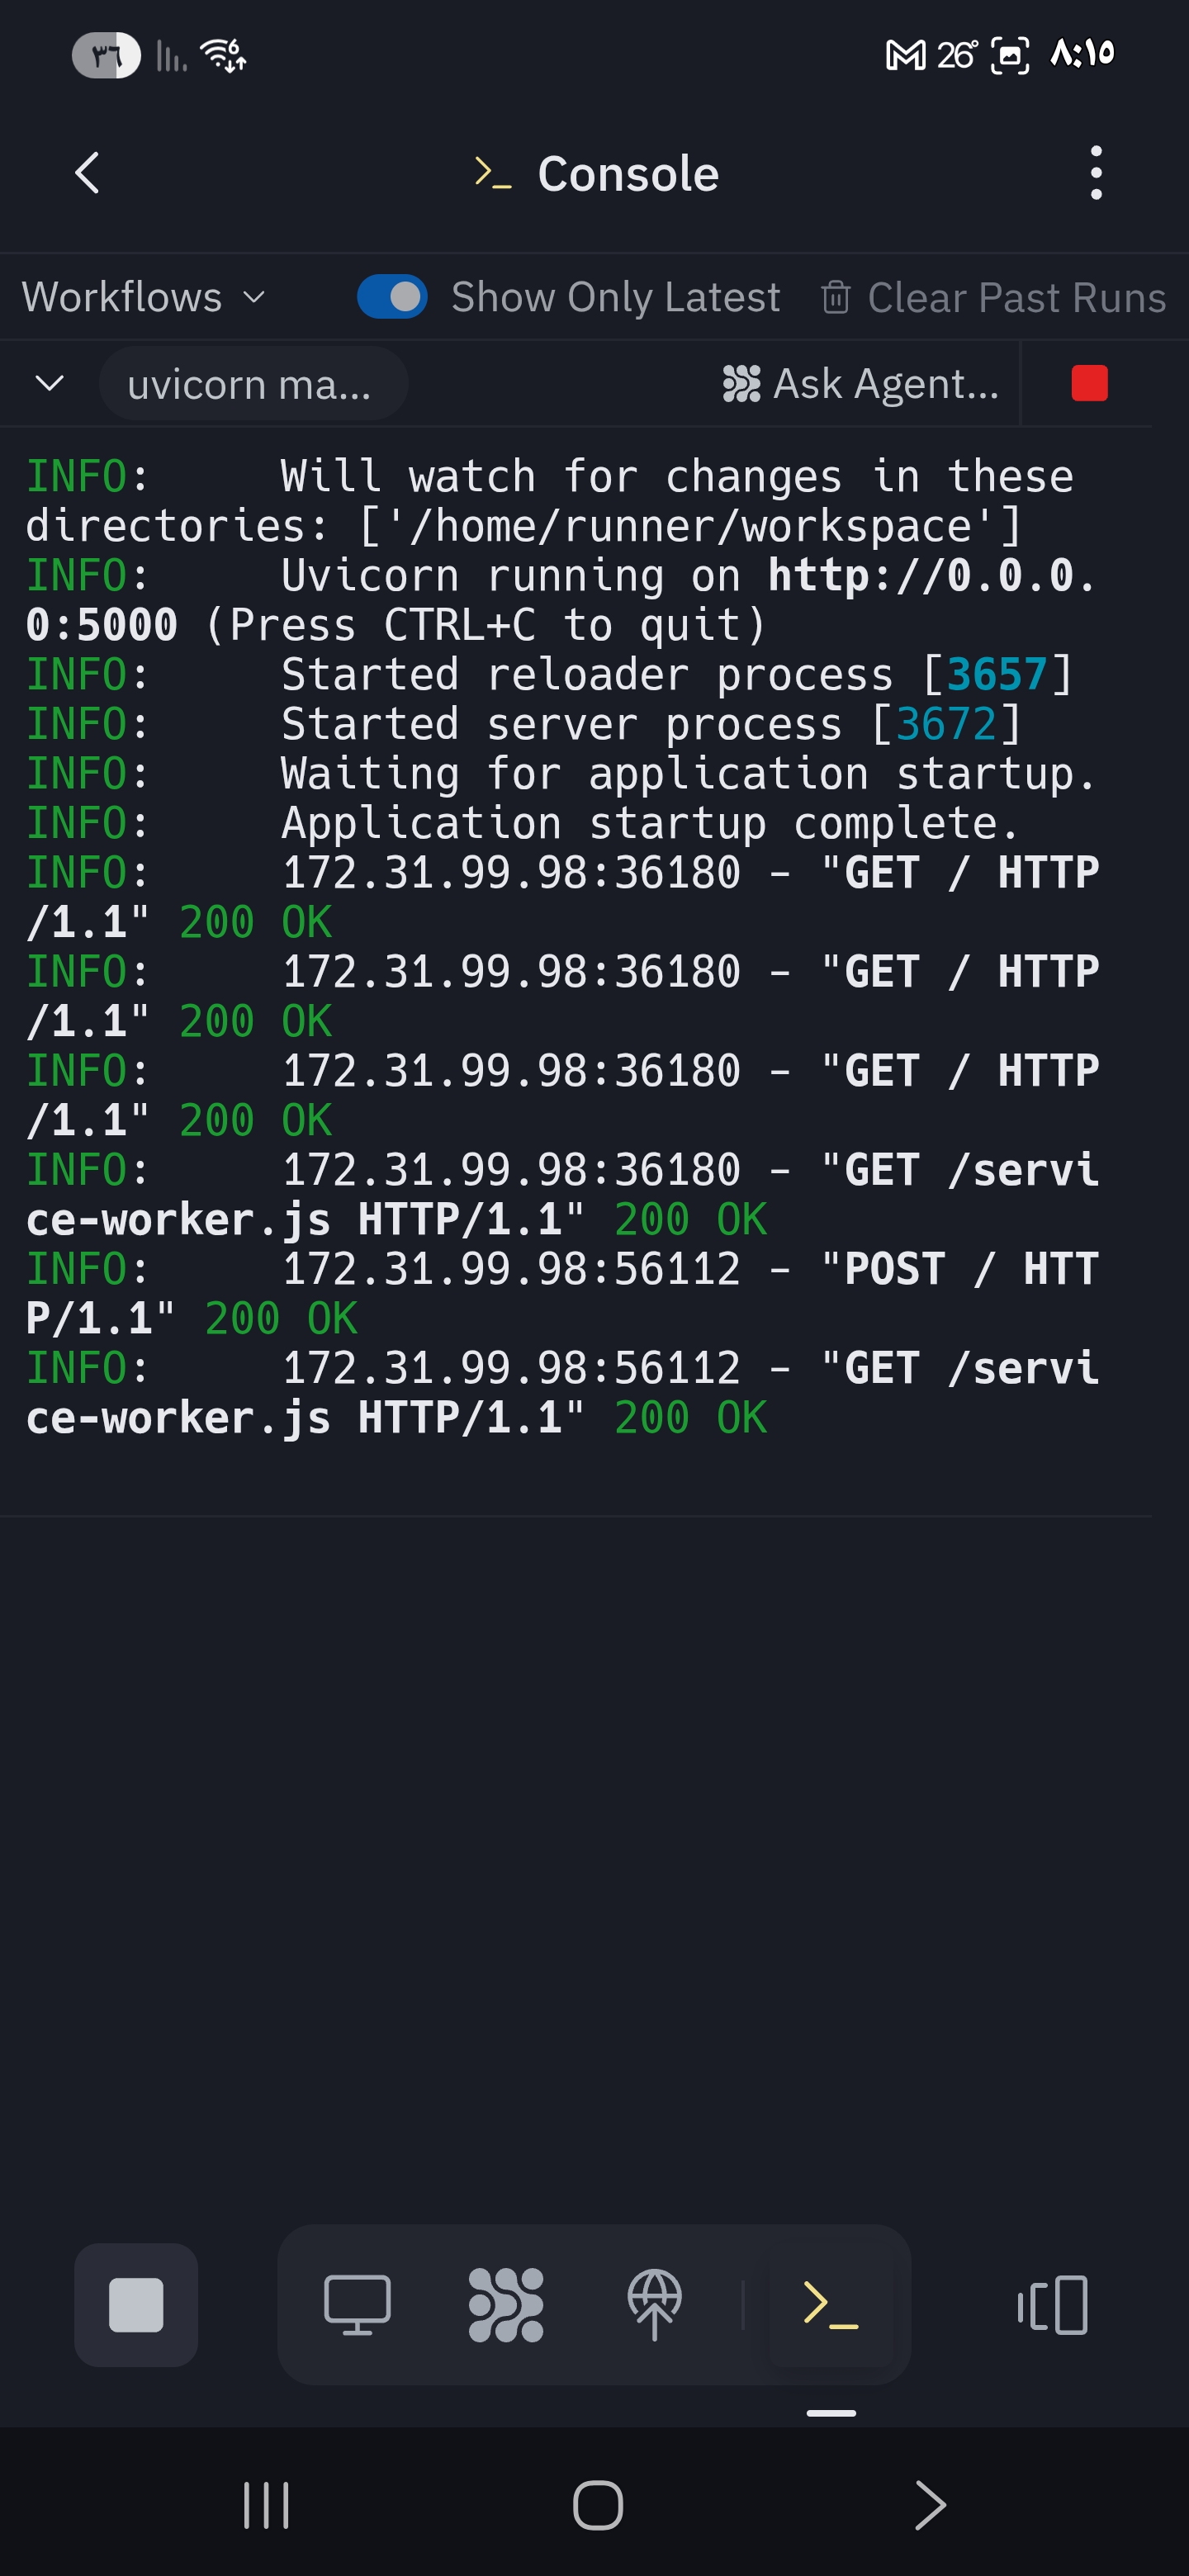 ٣٦
6
26°
٨:١٥
>_ Console
Workflows
Show Only Latest
Clear Past Runs
uvicorn ma...
Ask Agent...
INFO:     Will watch for changes in these
directories: ['/home/runner/workspace']
INFO:     Uvicorn running on http://0.0.0.
0:5000 (Press CTRL+C to quit)
INFO:     Started reloader process [3657]
INFO:     Started server process [3672]
INFO:     Waiting for application startup.
INFO:     Application startup complete.
INFO:     172.31.99.98:36180 - "GET / HTTP
/1.1" 200 OK
INFO:     172.31.99.98:36180 - "GET / HTTP
/1.1" 200 OK
INFO:     172.31.99.98:36180 - "GET / HTTP
/1.1" 200 OK
INFO:     172.31.99.98:36180 - "GET /servi
ce-worker.js HTTP/1.1" 200 OK
INFO:     172.31.99.98:56112 - "POST / HTT
P/1.1" 200 OK
INFO:     172.31.99.98:56112 - "GET /servi
ce-worker.js HTTP/1.1" 200 OK